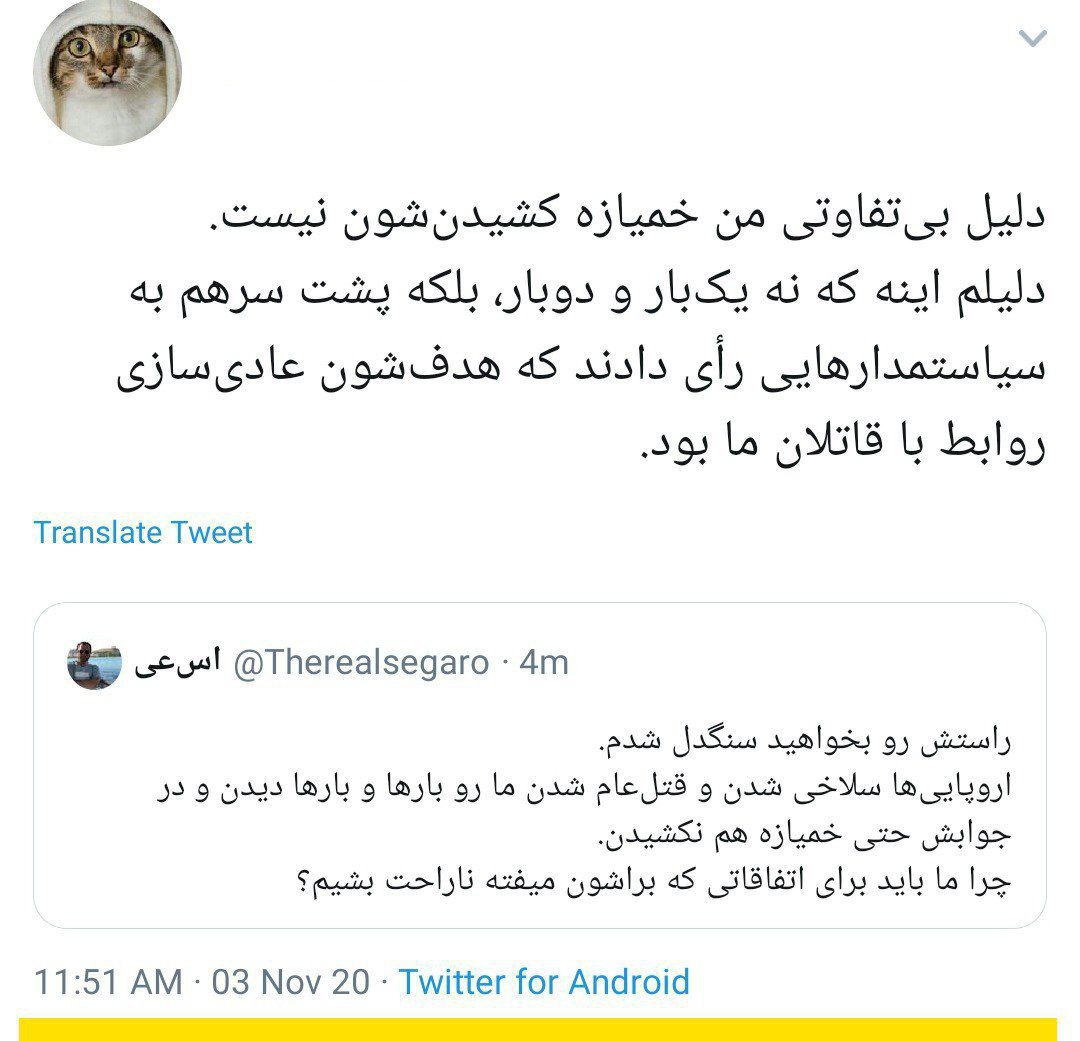 دلیل بی‌تفاوتی من خمیازه کشیدن‌شون نیست.
دلیلم اینه که نه یک‌بار و دوبار، بلکه پشت سرهم به
سیاستمدارهایی رأی دادند که هدف‌شون عادی‌سازی
روابط با قاتلان ما بود.
Translate Tweet
اس‌عی @Therealsegaro · 4m
راستش رو بخواهید سنگدل شدم.
اروپایی‌ها سلاخی شدن و قتل‌عام شدن ما رو بارها و بارها دیدن و در
جوابش حتی خمیازه هم نکشیدن.
چرا ما باید برای اتفاقاتی که براشون میفته ناراحت بشیم؟
11:51 AM · 03 Nov 20 · Twitter for Android